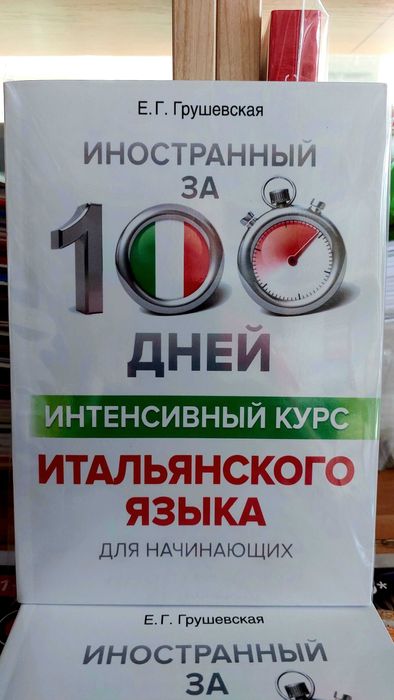 Е. Г. Грушевская
ИНОСТРАННЫЙ
ЗА
100
ДНЕЙ
ИНТЕНСИВНЫЙ КУРС
ИТАЛЬЯНСКОГО
ЯЗЫКА
ДЛЯ НАЧИНАЮЩИХ
Е. Г. Грушевская
ИНОСТРАННЫЙ
ЗА